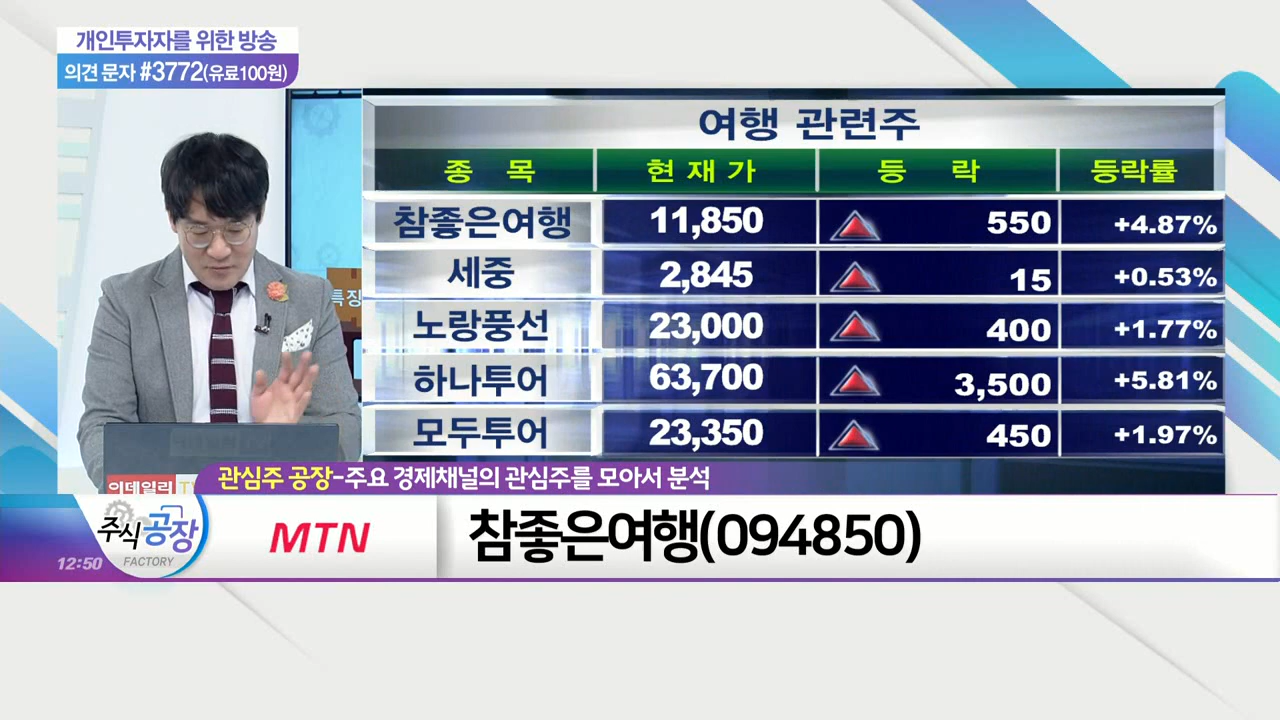 개인투자자를 위한 방송
의견 문자 #3772(유료100원)
여행 관련주
종 목 현재가 등 락 등락률
참좋은여행 11,850 550 +4.87%
세중 2,845 15 +0.53%
노랑풍선 23,000 400 +1.77%
하나투어 63,700 3,500 +5.81%
모두투어 23,350 450 +1.97%
특징
이데일리 T
관심주 공장-주요 경제채널의 관심주를 모아서 분석
주식공장
FACTORY
12:50
MTN
참좋은여행(094850)